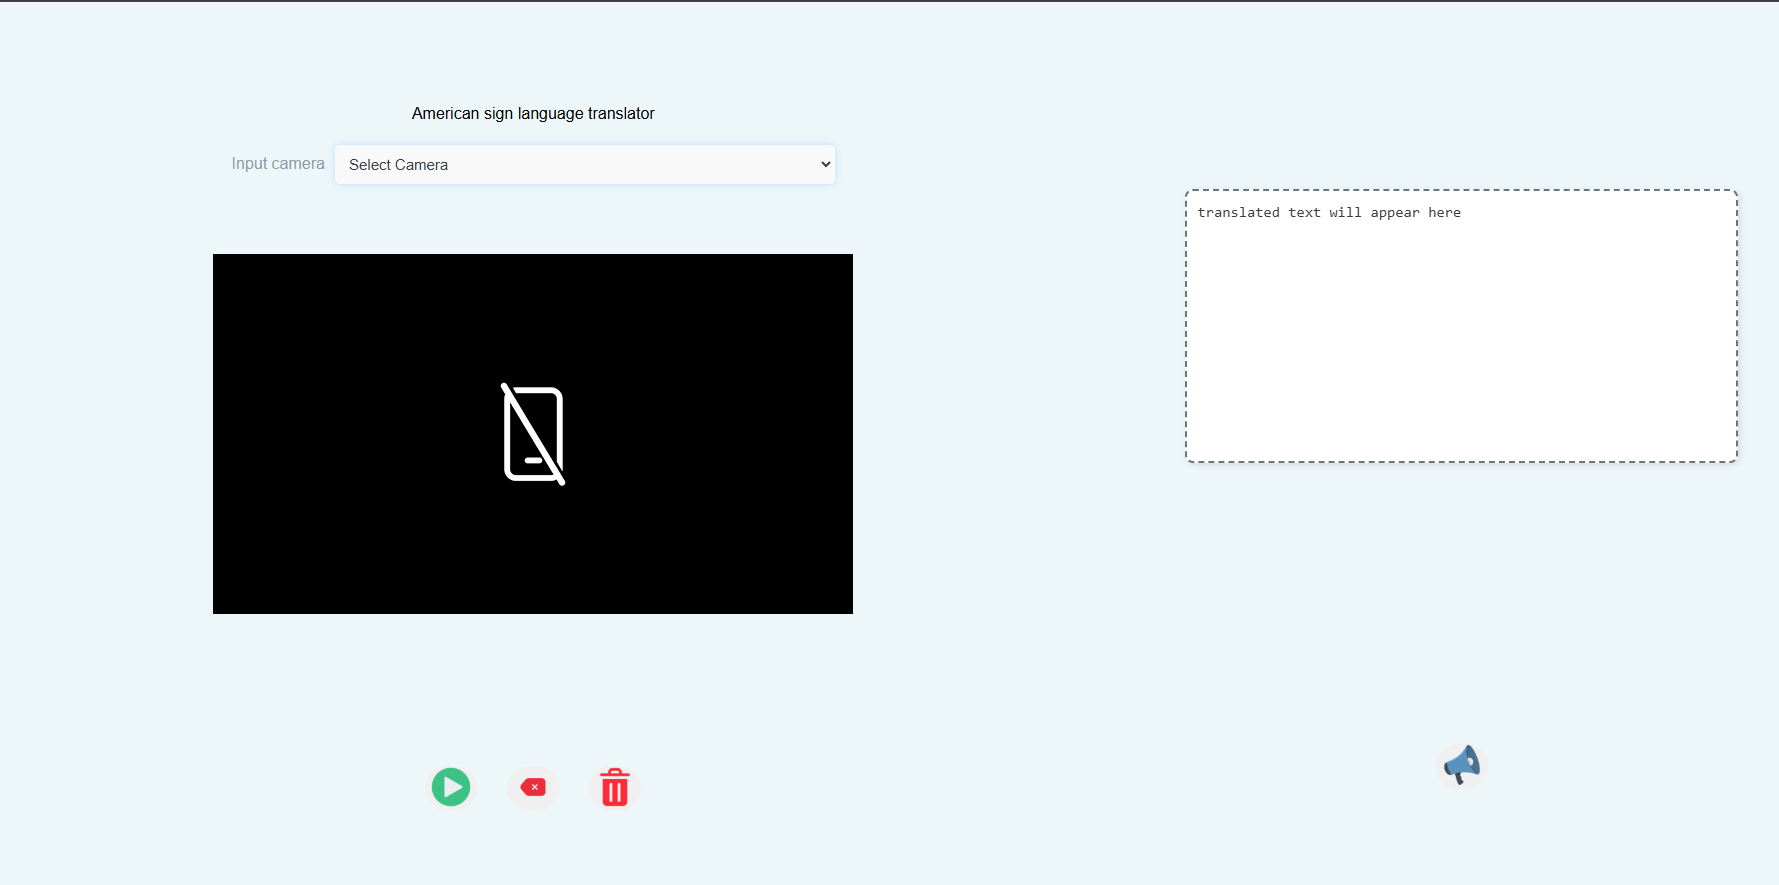 American sign language translator
Input camera
Select Camera
translated text will appear here